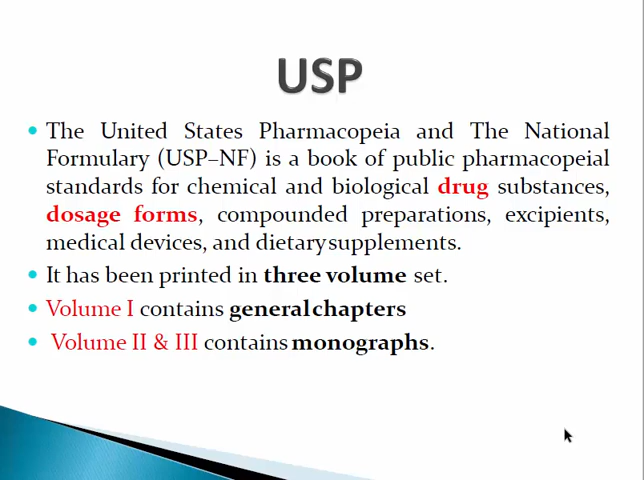 USP
• The United States Pharmacopeia and The National
Formulary (USP–NF) is a book of public pharmacopeial
standards for chemical and biological drug substances,
dosage forms, compounded preparations, excipients,
medical devices, and dietary supplements.
• It has been printed in three volume set.
• Volume I contains general chapters
• Volume II & III contains monographs.